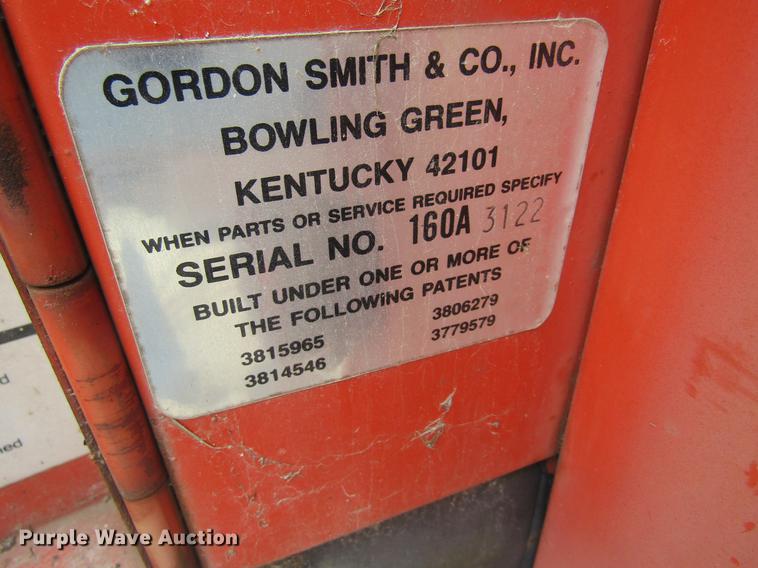 GORDON SMITH & CO., INC.
BOWLING GREEN,
KENTUCKY 42101
WHEN PARTS OR SERVICE REQUIRED SPECIFY
SERIAL NO. 160A 3122
BUILT UNDER ONE OR MORE OF
THE FOLLOWING PATENTS
3815965 3806279
3814546 3779579
Purple Wave Auction